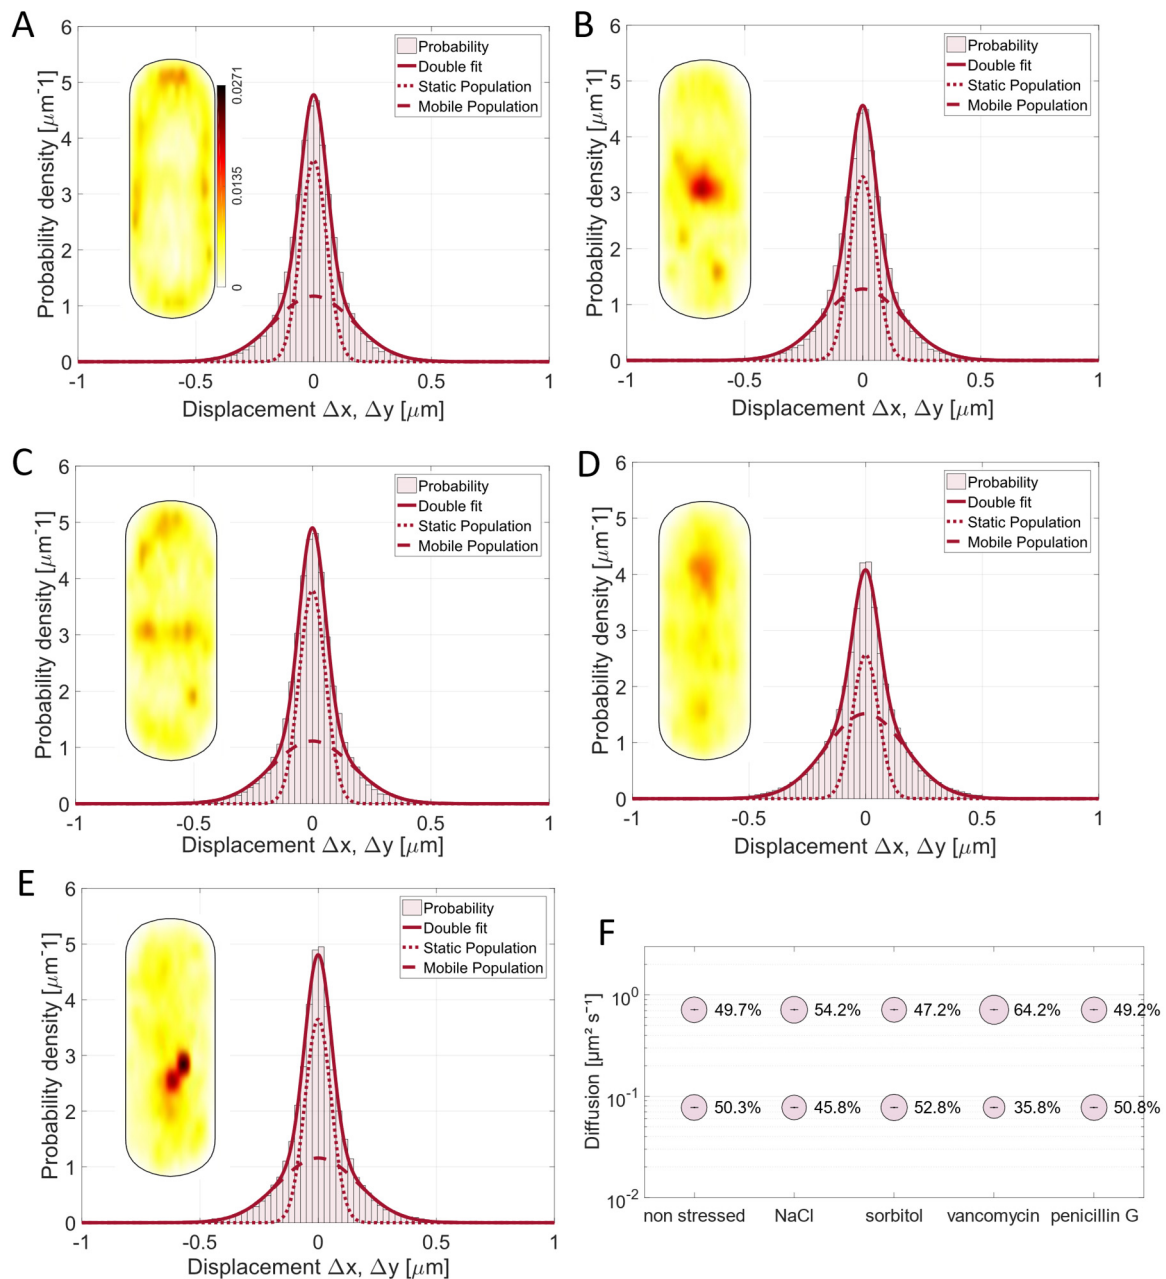 A
Probability density [μm⁻1]
6
5
4
3
2
1
0
-1
-0.5
0
0.5
1
Displacement Δx, Δy [μm]
Probability
Double fit
Static Population
Mobile Population
0.0271
0.0135
0
B
Probability density [μm⁻1]
6
5
4
3
2
1
0
-1
-0.5
0
0.5
1
Displacement Δx, Δy [μm]
Probability
Double fit
Static Population
Mobile Population
C
Probability density [μm⁻1]
6
5
4
3
2
1
0
-1
-0.5
0
0.5
1
Displacement Δx, Δy [μm]
Probability
Double fit
Static Population
Mobile Population
D
Probability density [μm⁻1]
6
5
4
3
2
1
0
-1
-0.5
0
0.5
1
Displacement Δx, Δy [μm]
Probability
Double fit
Static Population
Mobile Population
E
Probability density [μm⁻1]
6
5
4
3
2
1
0
-1
-0.5
0
0.5
1
Displacement Δx, Δy [μm]
Probability
Double fit
Static Population
Mobile Population
F
Diffusion [μm² s⁻¹]
10⁰
10⁻¹
10⁻²
49.7% 54.2% 47.2% 64.2% 49.2%
50.3% 45.8% 52.8% 35.8% 50.8%
non stressed NaCl sorbitol vancomycin penicillin G